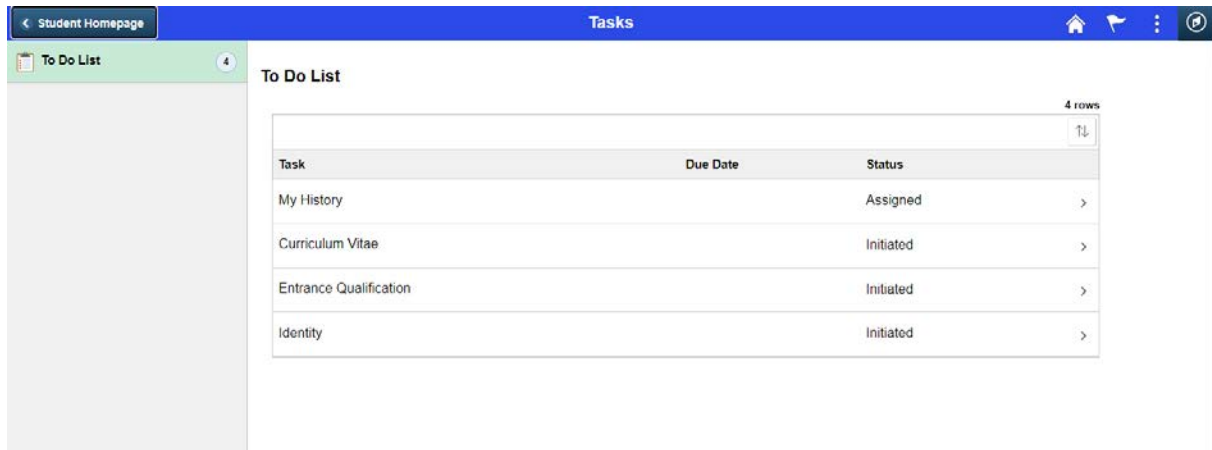 Student Homepage Tasks
To Do List 4
To Do List
4 rows
Task Due Date Status
My History Assigned
Curriculum Vitae Initiated
Entrance Qualification Initiated
Identity Initiated